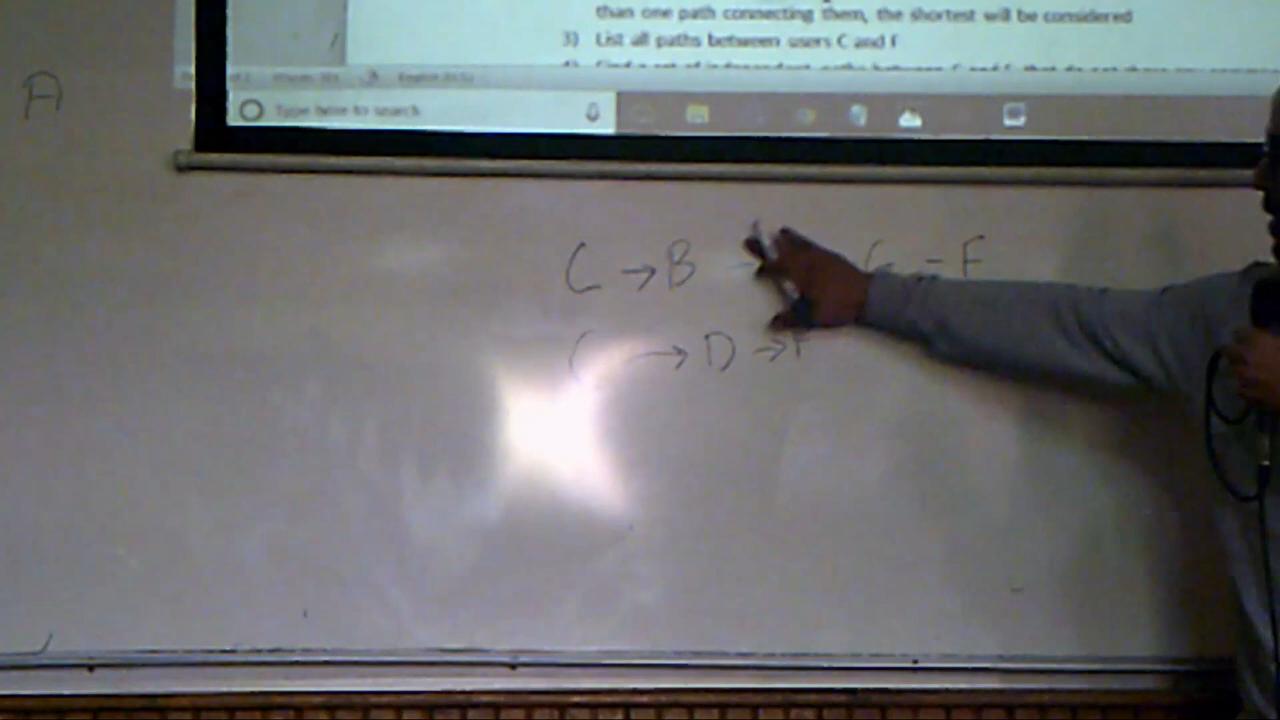 than one path connecting them, the shortest will be considered
3) List all paths between users C and F
Type here to search
A
C → B → G - F
C → D → F